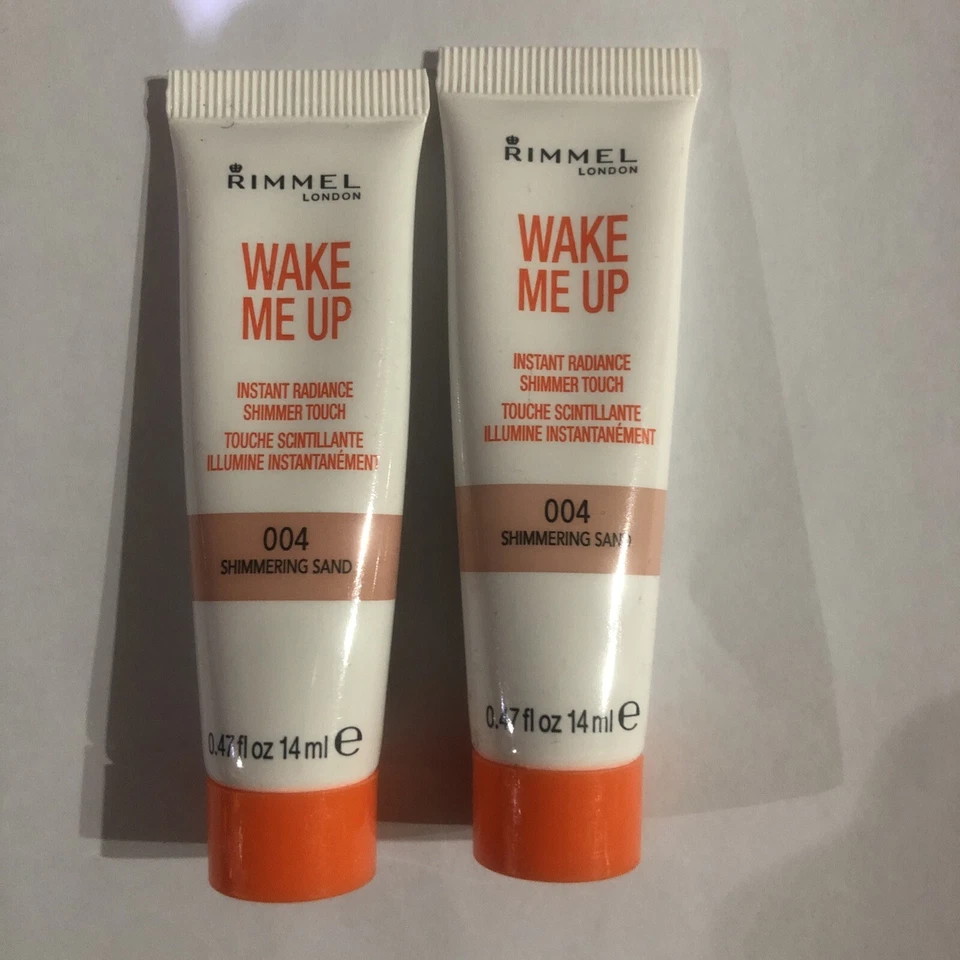 RIMMEL
LONDON
WAKE
ME UP
INSTANT RADIANCE
SHIMMER TOUCH
TOUCHE SCINTILLANTE
ILLUMINE INSTANTANÉMENT
004
SHIMMERING SAND
0.47 fl oz 14 ml e
RIMMEL
LONDON
WAKE
ME UP
INSTANT RADIANCE
SHIMMER TOUCH
TOUCHE SCINTILLANTE
ILLUMINE INSTANTANÉMENT
004
SHIMMERING SAND
0.47 fl oz 14 ml e